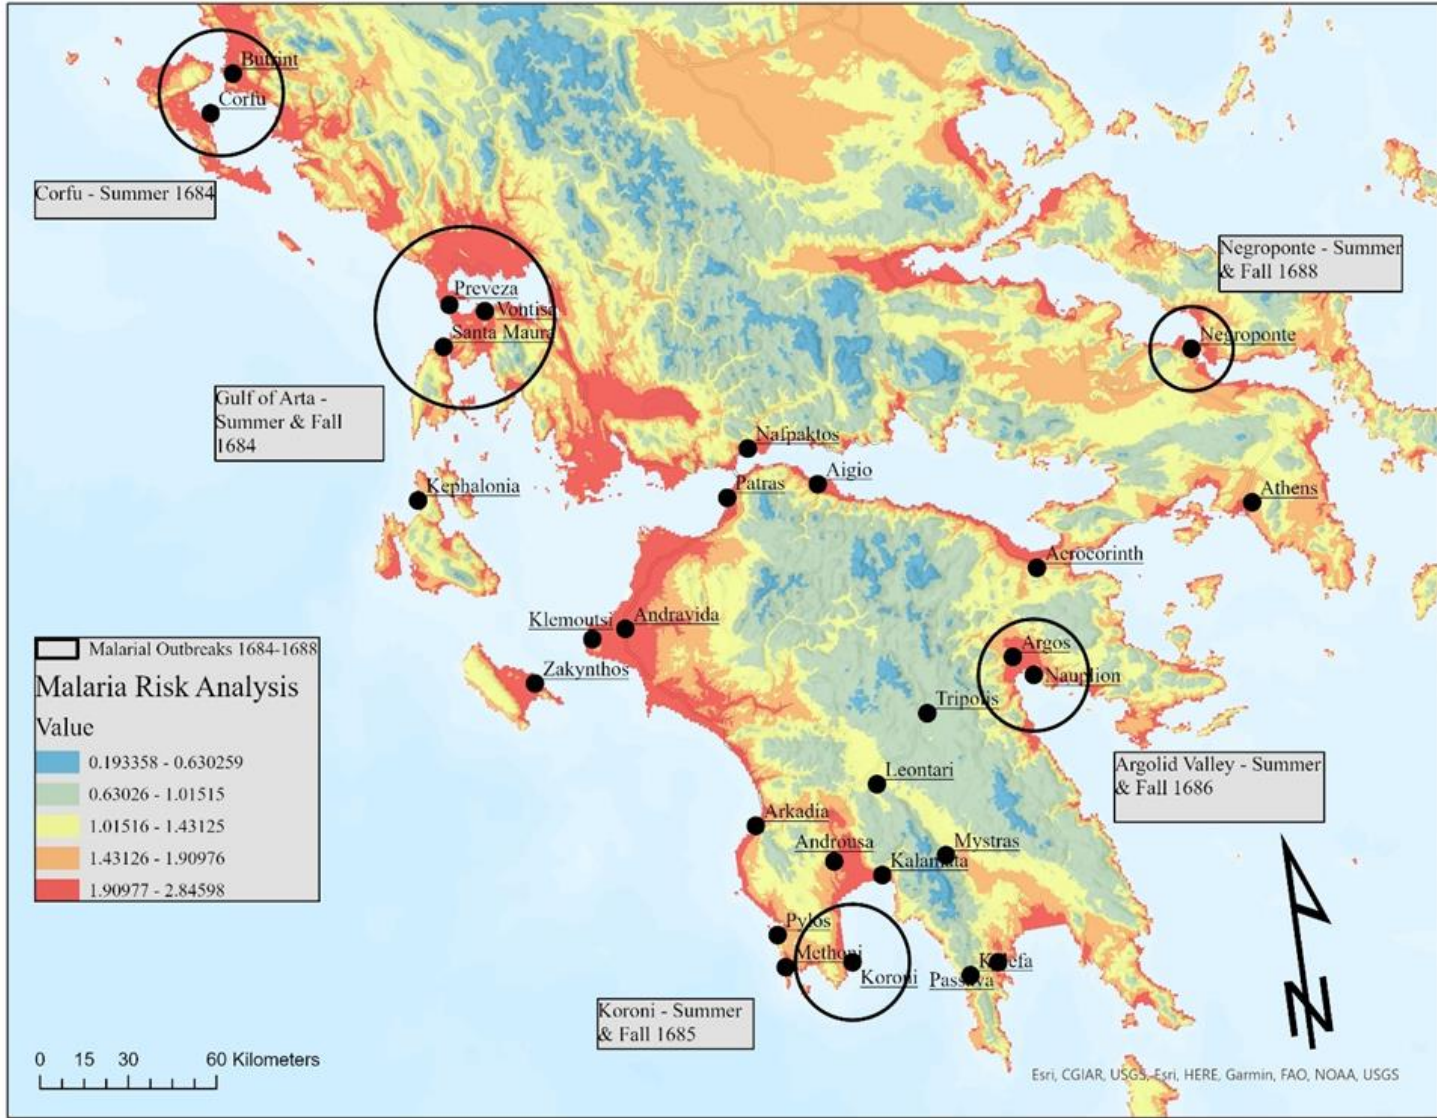 Butrint
Corfu
Corfu - Summer 1684
Negroponte - Summer
& Fall 1688
Preveza
Vonitsa
Santa Maura
Negroponte
Gulf of Arta -
Summer & Fall
1684
Nafpaktos
Aigio
Kephalonia
Patras
Athens
Acrocorinth
Klemoutsi
Andravida
Argos
Zakynthos
Nauplion
Tripolis
Malarial Outbreaks 1684-1688
Malaria Risk Analysis
Value
0.193358 - 0.630259
0.63026 - 1.01515
1.01516 - 1.43125
1.43126 - 1.90976
1.90977 - 2.84598
Argolid Valley - Summer
& Fall 1686
Leontari
Arkadia
Androusa
Mystras
Kalamata
Pylos
Methoni
Koroni
Kelefa
Passava
Koroni - Summer
& Fall 1685
0 15 30 60 Kilometers
N
Esri, CGIAR, USGS, Esri, HERE, Garmin, FAO, NOAA, USGS